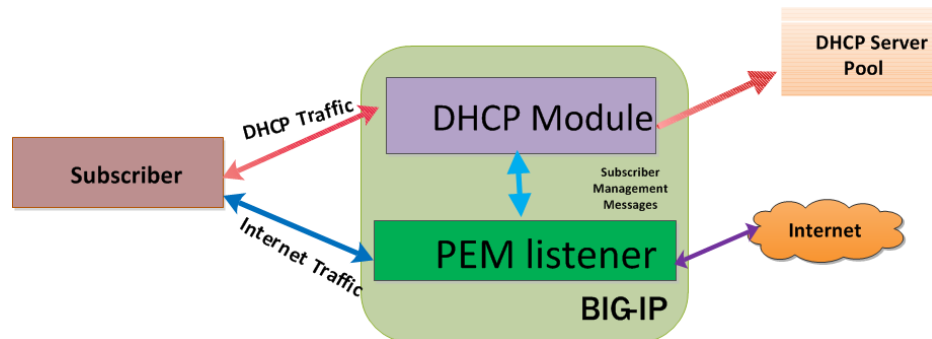 DHCP Server
Pool
DHCP Traffic
DHCP Module
Subscriber
Subscriber
Management
Messages
Internet Traffic
PEM listener
Internet
BIG-IP